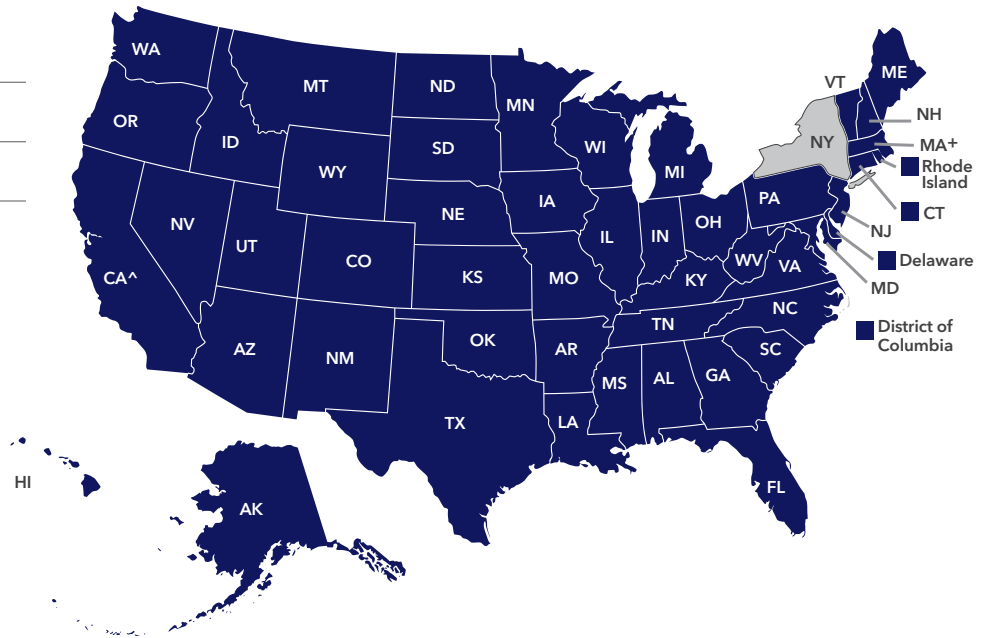 WA
MT
ND
MN
VT
ME
OR
ID
SD
WI
MI
NY
NH
MA+
Rhode
Island
WY
NE
IA
PA
CT
NV
UT
CO
KS
MO
IL
IN
OH
WV
VA
NJ
Delaware
CA^
KY
MD
AZ
NM
OK
AR
TN
NC
SC
District of
Columbia
TX
LA
MS
AL
GA
HI
AK
FL